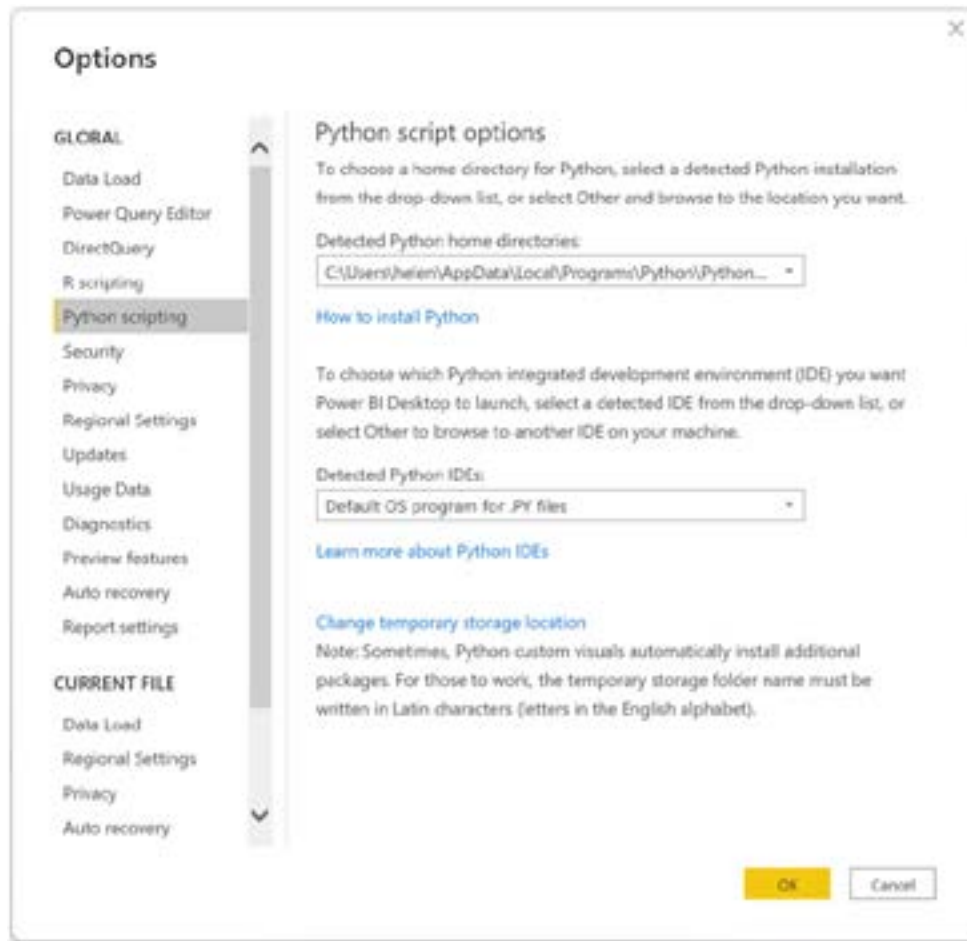 Options
GLOBAL
Data Load
Power Query Editor
DirectQuery
R scripting
Python scripting
Security
Privacy
Regional Settings
Updates
Usage Data
Diagnostics
Preview features
Auto recovery
Report settings
CURRENT FILE
Data Load
Regional Settings
Privacy
Auto recovery
Python script options
To choose a home directory for Python, select a detected Python installation
from the drop-down list, or select Other and browse to the location you want.
Detected Python home directories:
C:\Users\helen\AppData\Local\Programs\Python\Python...
How to install Python
To choose which Python integrated development environment (IDE) you want
Power BI Desktop to launch, select a detected IDE from the drop-down list, or
select Other to browse to another IDE on your machine.
Detected Python IDEs:
Default OS program for .PY files
Learn more about Python IDEs
Change temporary storage location
Note: Sometimes, Python custom visuals automatically install additional
packages. For those to work, the temporary storage folder name must be
written in Latin characters (letters in the English alphabet).
OK
Cancel